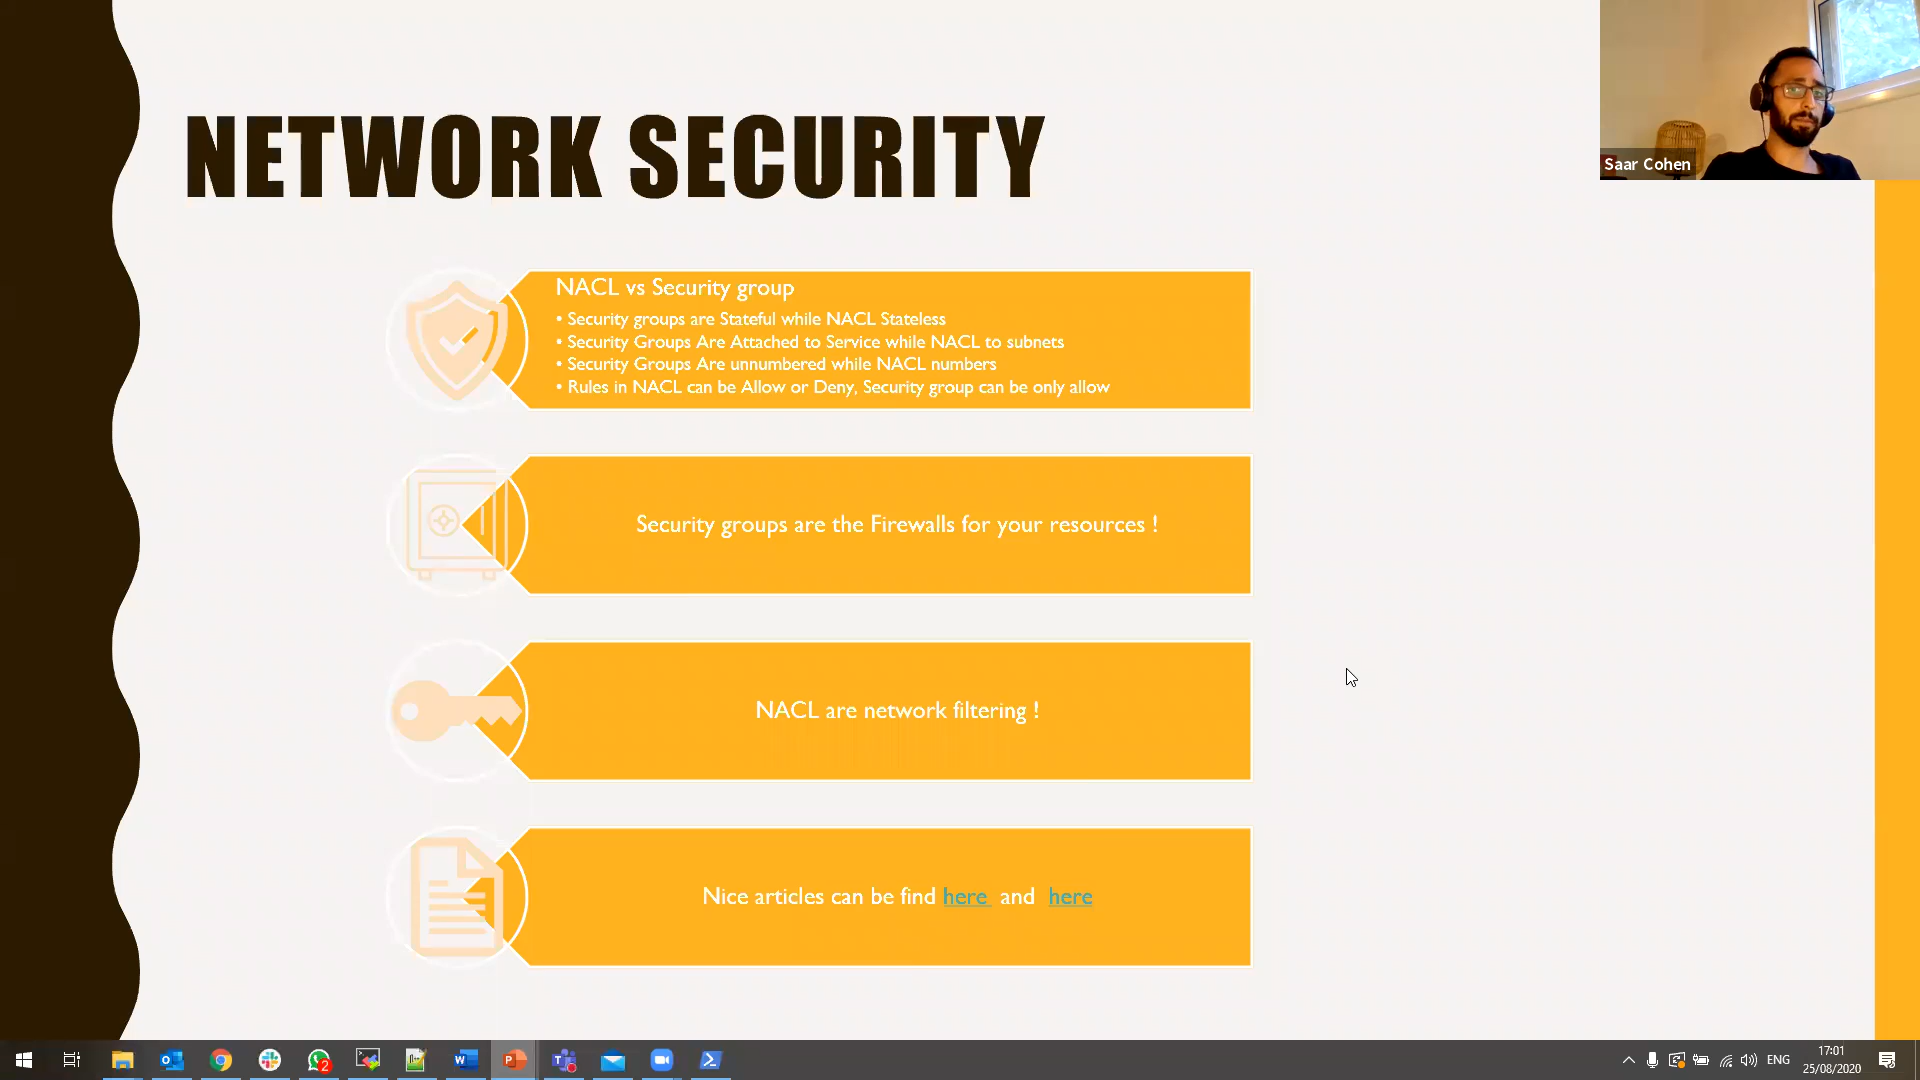 NETWORK SECURITY
Saar Cohen
NACL vs Security group
• Security groups are Stateful while NACL Stateless
• Security Groups Are Attached to Service while NACL to subnets
• Security Groups Are unnumbered while NACL numbers
• Rules in NACL can be Allow or Deny, Security group can be only allow
Security groups are the Firewalls for your resources !
NACL are network filtering !
Nice articles can be find here and here
2
ENG
17:01
25/08/2020